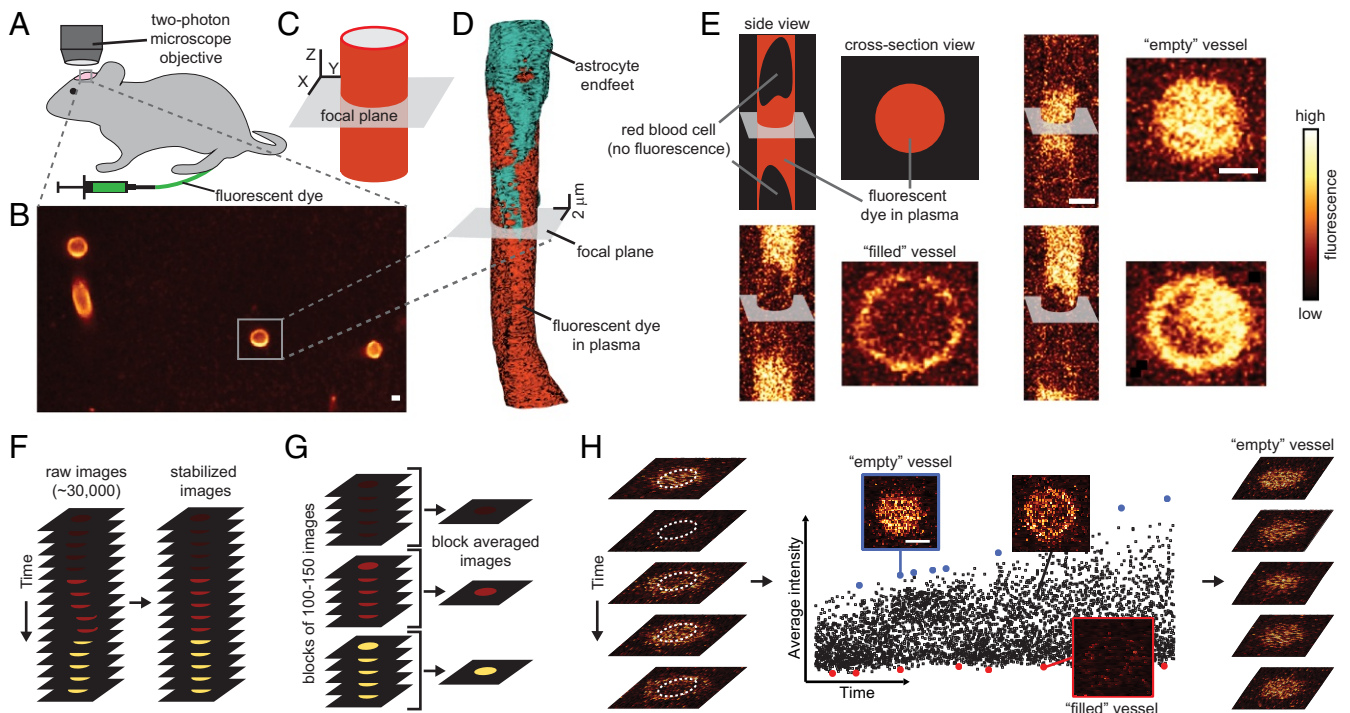 A
two-photon
microscope
objective
fluorescent dye
B
C
Z
Y
X
focal plane
D
astrocyte
endfeet
2 μm
focal plane
fluorescent dye
in plasma
E
side view
cross-section view
red blood cell
(no fluorescence)
fluorescent
dye in plasma
"empty" vessel
"filled" vessel
high
fluorescence
low
F
raw images
(~30,000)
stabilized
images
Time
G
blocks of 100-150 images
block averaged
images
H
Time
"empty" vessel
Average intensity
Time
"filled" vessel
"empty" vessel